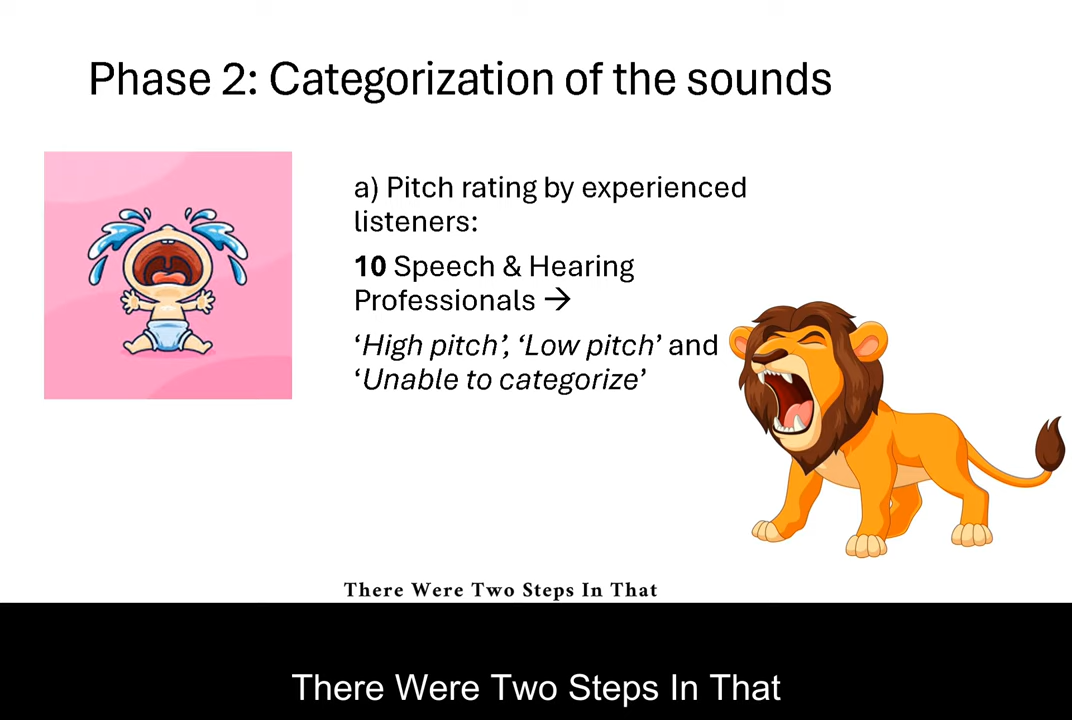 Phase 2: Categorization of the sounds
a) Pitch rating by experienced
listeners:
10 Speech & Hearing
Professionals →
‘High pitch’, ‘Low pitch’ and
‘Unable to categorize’
There Were Two Steps In That
There Were Two Steps In That